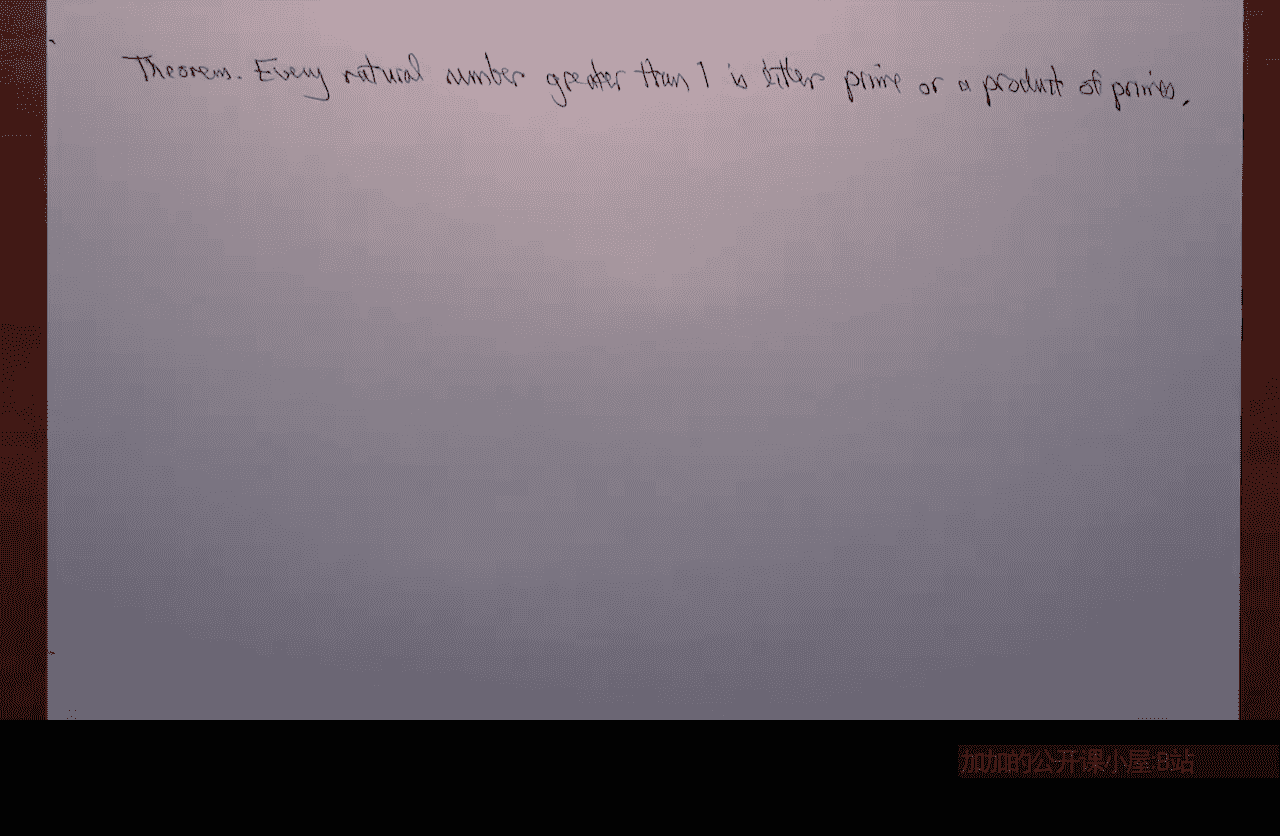 Theorem. Every natural number greater than 1 is either prime or a product of primes.
加加的公开课小屋:B站